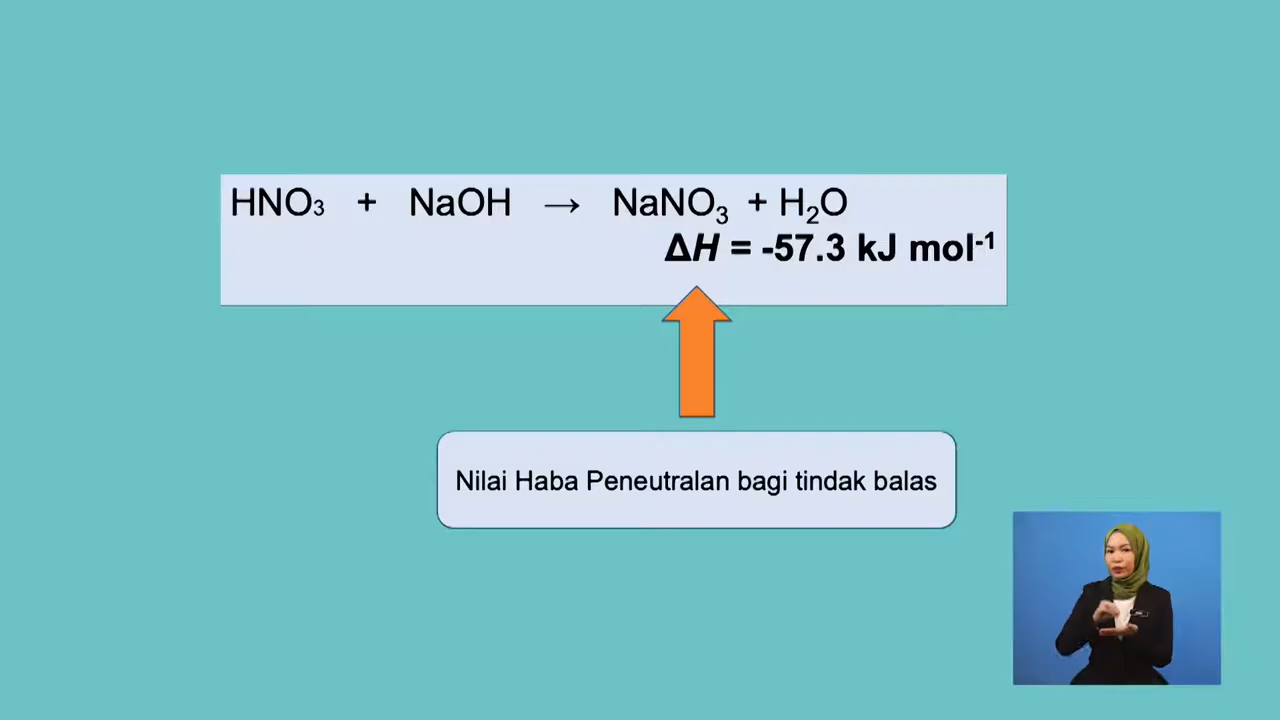 HNO₃ + NaOH → NaNO₃ + H₂O
ΔH = -57.3 kJ mol⁻¹
Nilai Haba Peneutralan bagi tindak balas